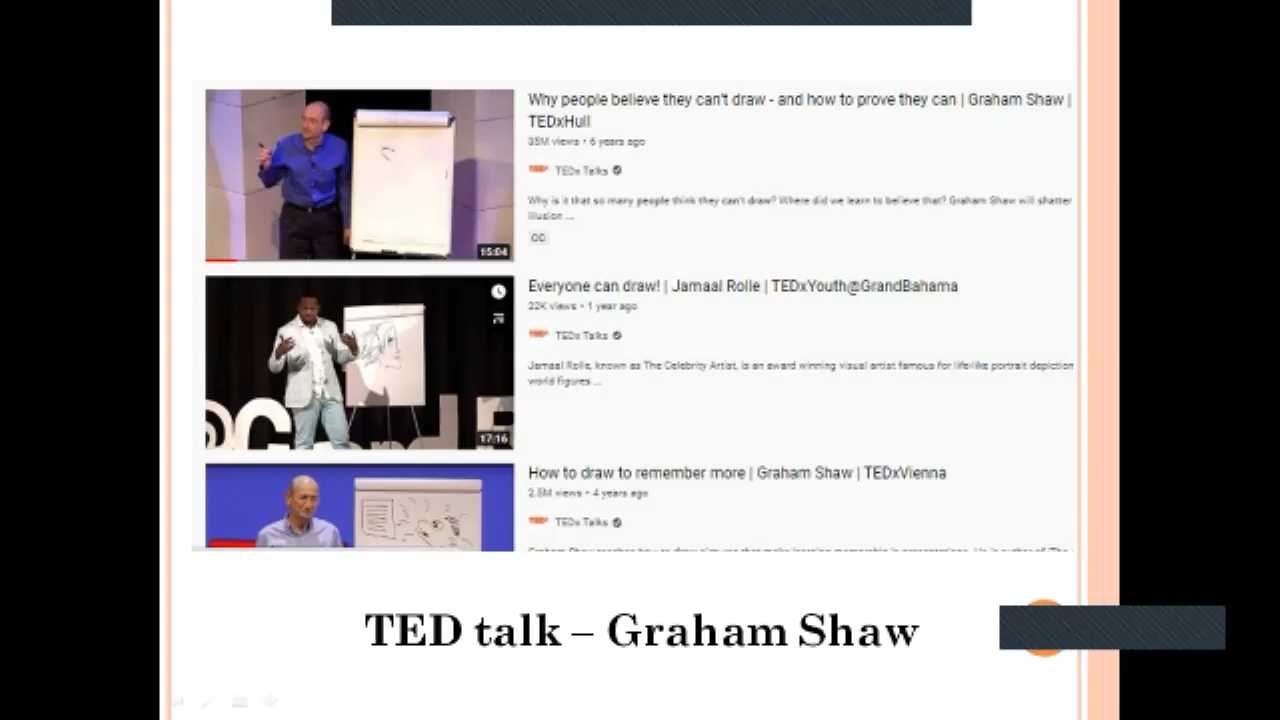 Why people believe they can't draw - and how to prove they can | Graham Shaw |
TEDxHull
35M views • 6 years ago
TEDx Talks
Why is it that so many people think they can't draw? Where did we learn to believe that? Graham Shaw will shatter
illusion ...
CC
15:04
Everyone can draw! | Jamaal Rolle | TEDxYouth@GrandBahama
22K views • 1 year ago
TEDx Talks
Jamaal Rolle, known as The Celebrity Artist, is an award winning visual artist famous for life-like portrait depiction
world figures ...
17:16
How to draw to remember more | Graham Shaw | TEDxVienna
2.5M views • 4 years ago
TEDx Talks
TED talk – Graham Shaw